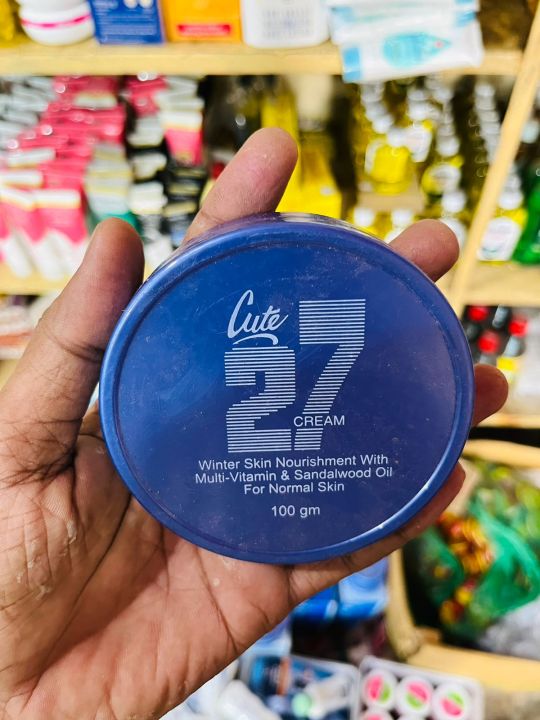 Cute
27
CREAM
Winter Skin Nourishment With
Multi-Vitamin & Sandalwood Oil
For Normal Skin
100 gm